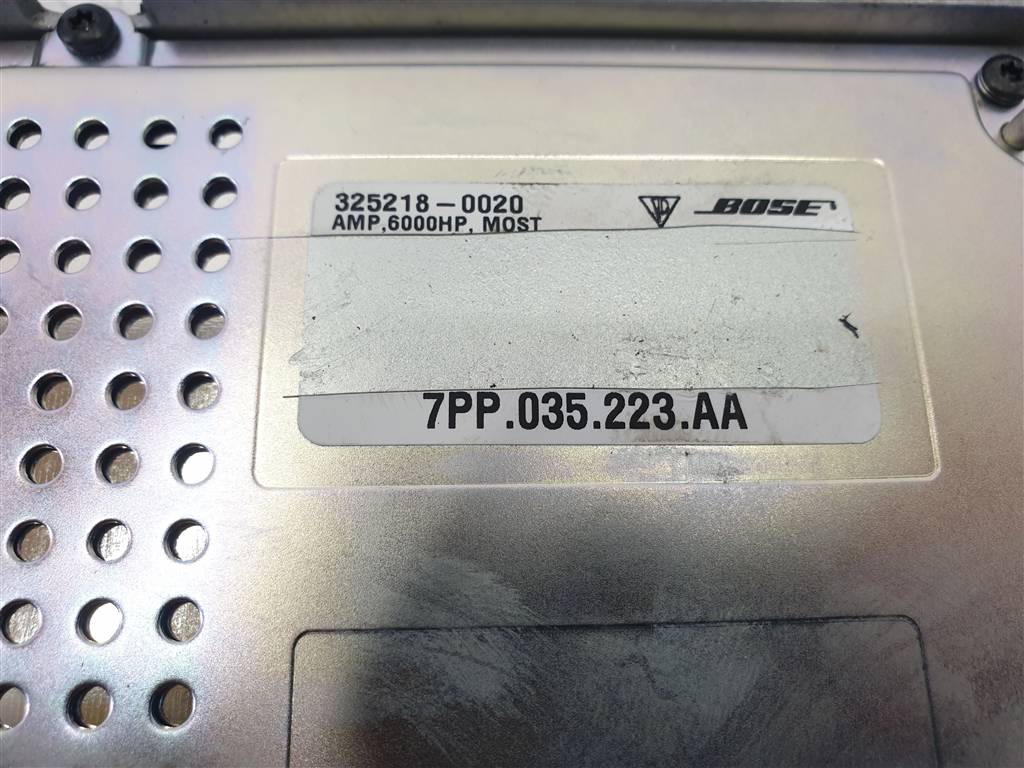 325218-0020 BOSE
AMP,6000HP, MOST
7PP.035.223.AA